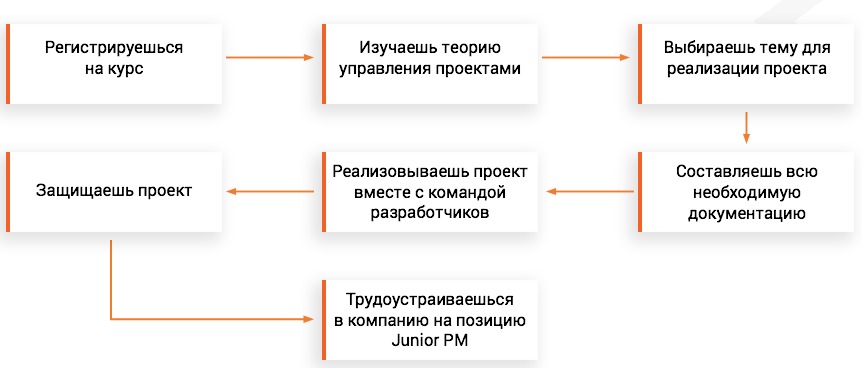 Регистрируешься
на курс
Изучаешь теорию
управления проектами
Выбираешь тему для
реализации проекта
Составляешь всю
необходимую
документацию
Реализовываешь проект
вместе с командой
разработчиков
Защищаешь проект
Трудоустраиваешься
в компанию на позицию
Junior PM